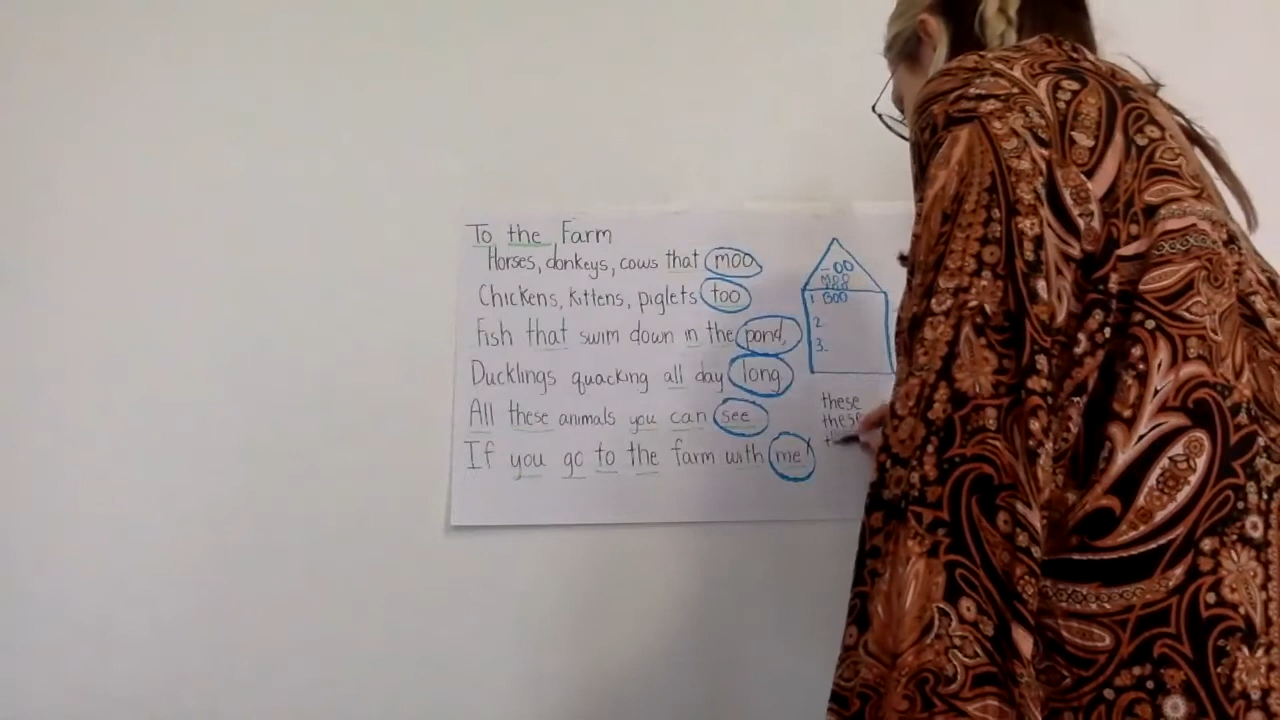 To the Farm
Horses, donkeys, cows that moo
Chickens, kittens, piglets too
Fish that swim down in the pond,
Ducklings quacking all day long
All these animals you can see
If you go to the farm with me!
-oo
moo
1 Boo
2
3.
these
these